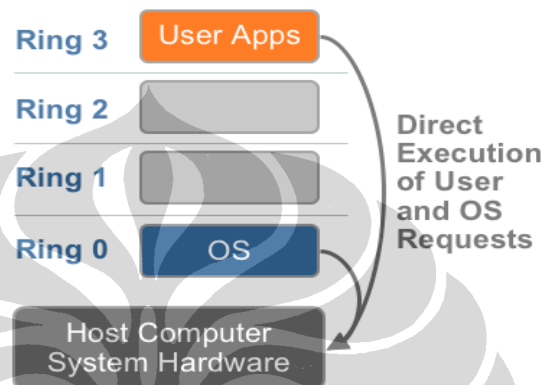 Ring 3
User Apps
Ring 2
Ring 1
Ring 0
OS
Direct
Execution
of User
and OS
Requests
Host Computer
System Hardware